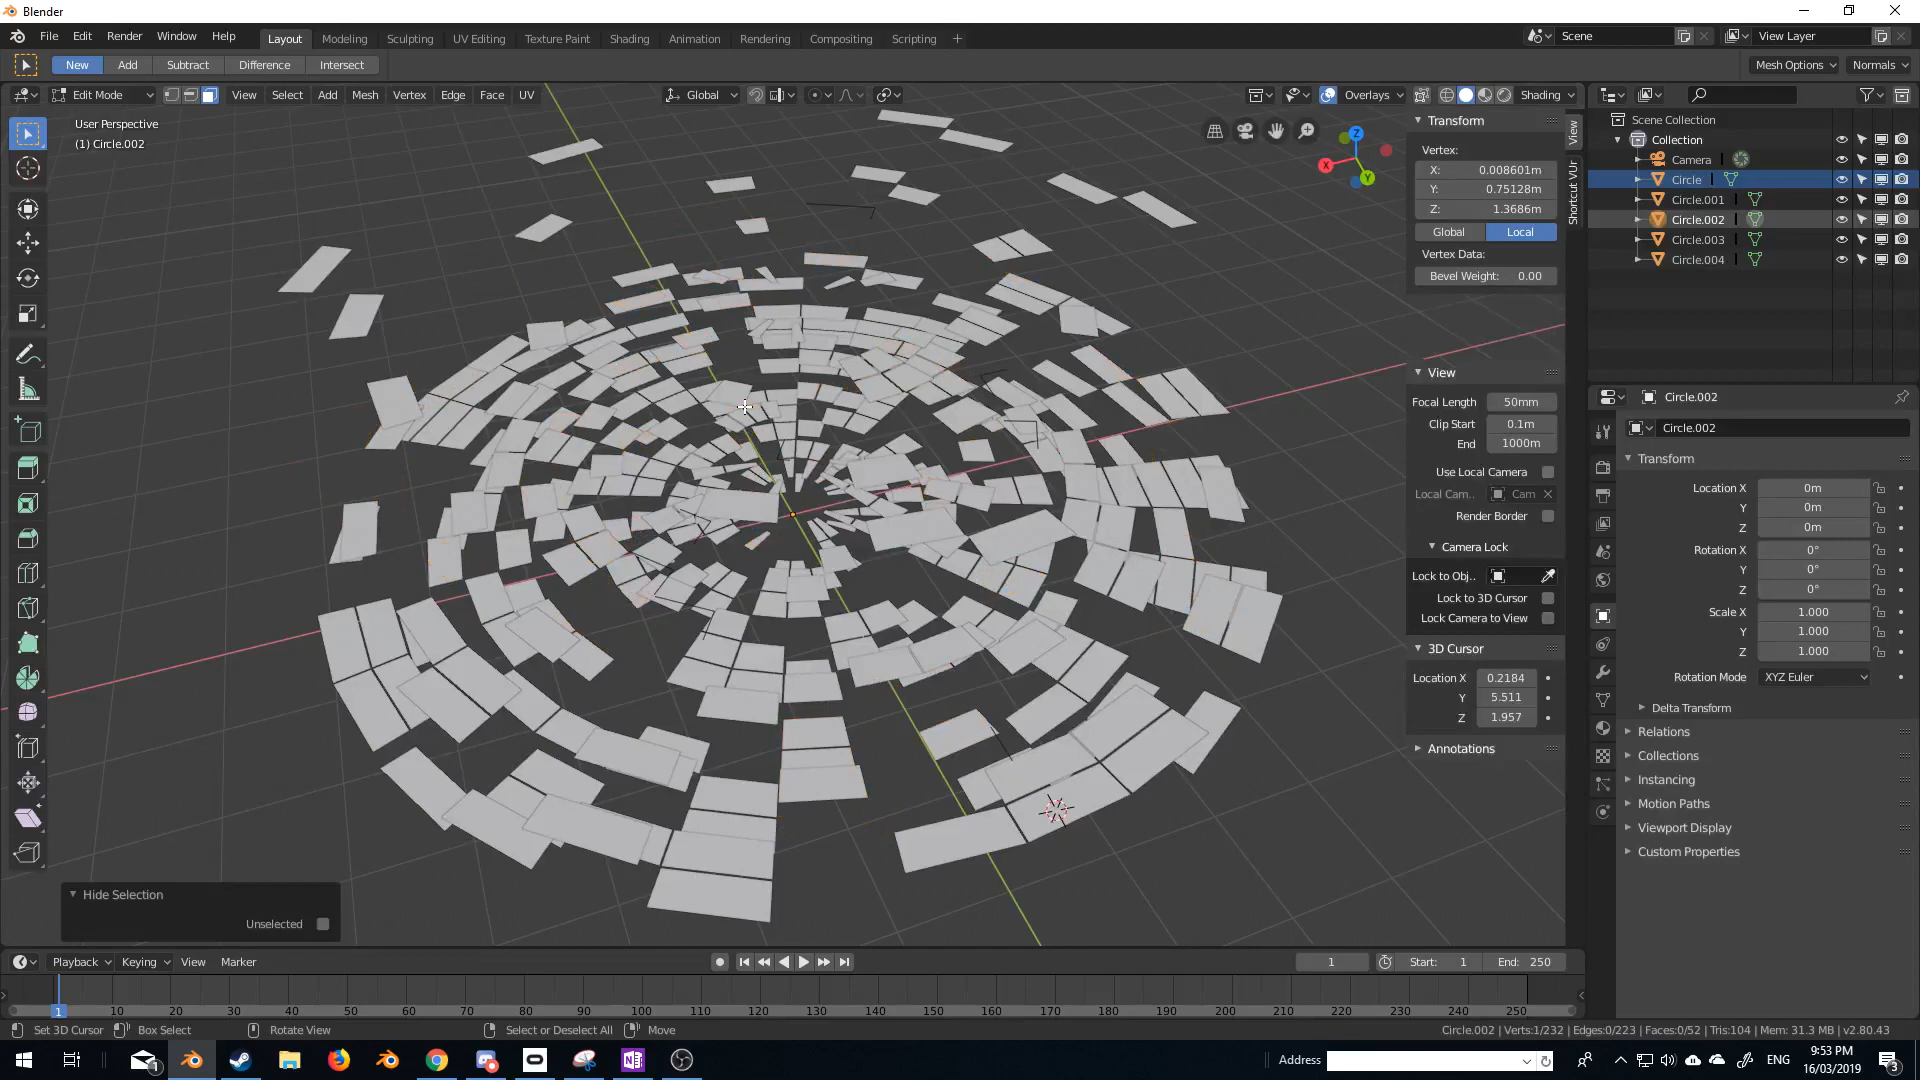 Blender
File Edit Render Window Help
Layout Modeling Sculpting UV Editing Texture Paint Shading Animation Rendering Compositing Scripting +
Scene
View Layer
New Add Subtract Difference Intersect
Mesh Options
Normals
Edit Mode
View Select Add Mesh Vertex Edge Face UV
Global
Overlays
Shading
User Perspective
(1) Circle.002
Z
X
Y
View
Shortcut VUr
Transform
Vertex:
X: 0.008601m
Y: 0.75128m
Z: 1.3686m
Global Local
Vertex Data:
Bevel Weight: 0.00
View
Focal Length 50mm
Clip Start 0.1m
End 1000m
Use Local Camera
Local Cam.. Cam
Render Border
Camera Lock
Lock to Obj..
Lock to 3D Cursor
Lock Camera to View
3D Cursor
Location X 0.2184
Y 5.511
Z 1.957
Annotations
Scene Collection
Collection
Camera
Circle
Circle.001
Circle.002
Circle.003
Circle.004
Circle.002
Circle.002
Transform
Location X 0m
Y 0m
Z 0m
Rotation X 0°
Y 0°
Z 0°
Scale X 1.000
Y 1.000
Z 1.000
Rotation Mode XYZ Euler
Delta Transform
Relations
Collections
Instancing
Motion Paths
Viewport Display
Custom Properties
Hide Selection
Unselected
Playback Keying View Marker
1
Start: 1
End: 250
1 10 20 30 40 50 60 70 80 90 100 110 120 130 140 150 160 170 180 190 200 210 220 230 240 250
Set 3D Cursor Box Select Rotate View Select or Deselect All Move
Circle.002 | Verts:1/232 | Edges:0/223 | Faces:0/52 | Tris:104 | Mem: 31.3 MB | v2.80.43
Address
ENG
9:53 PM
16/03/2019
3
1